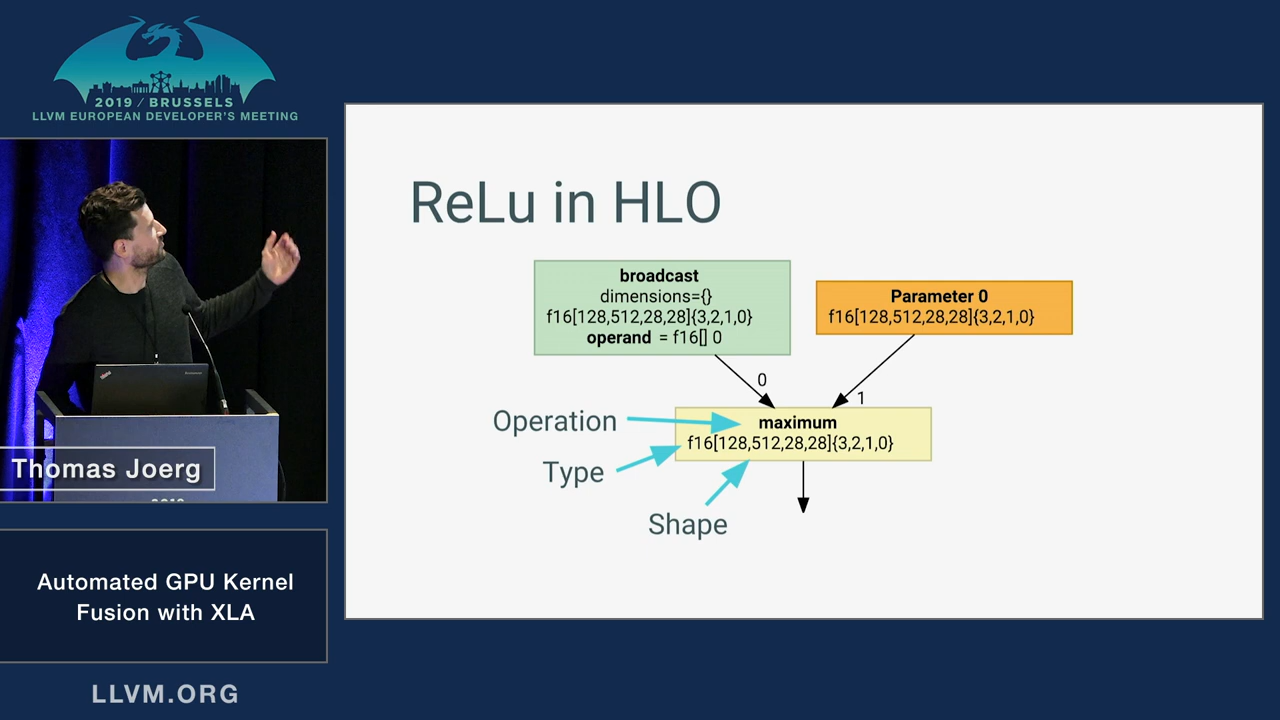 2019 / BRUSSELS
LLVM EUROPEAN DEVELOPER'S MEETING
Thomas Joerg
Automated GPU Kernel
Fusion with XLA
LLVM.ORG
ReLu in HLO
broadcast
dimensions={}
f16[128,512,28,28]{3,2,1,0}
operand = f16[] 0
Parameter 0
f16[128,512,28,28]{3,2,1,0}
0
1
maximum
f16[128,512,28,28]{3,2,1,0}
Operation
Type
Shape